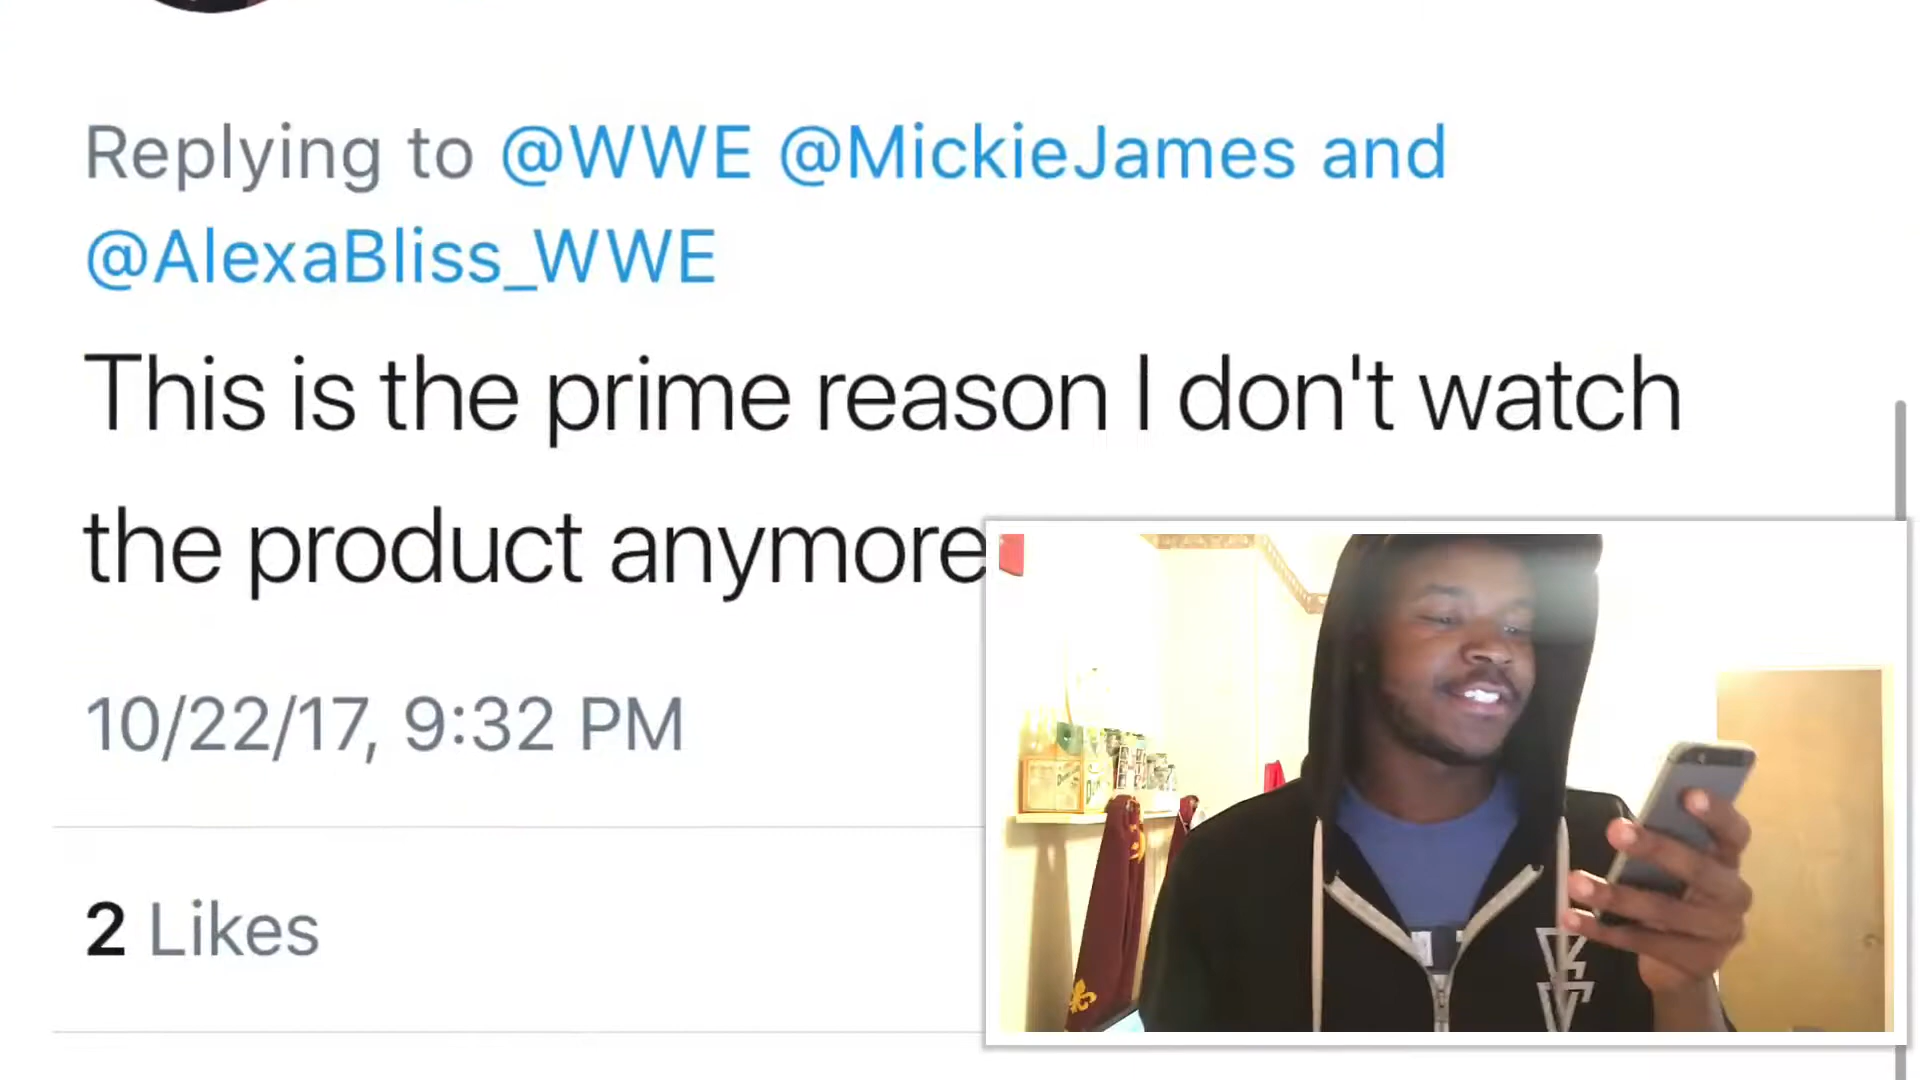 Replying to @WWE @MickieJames and
@AlexaBliss_WWE
This is the prime reason I don't watch
the product anymore
10/22/17, 9:32 PM
2 Likes